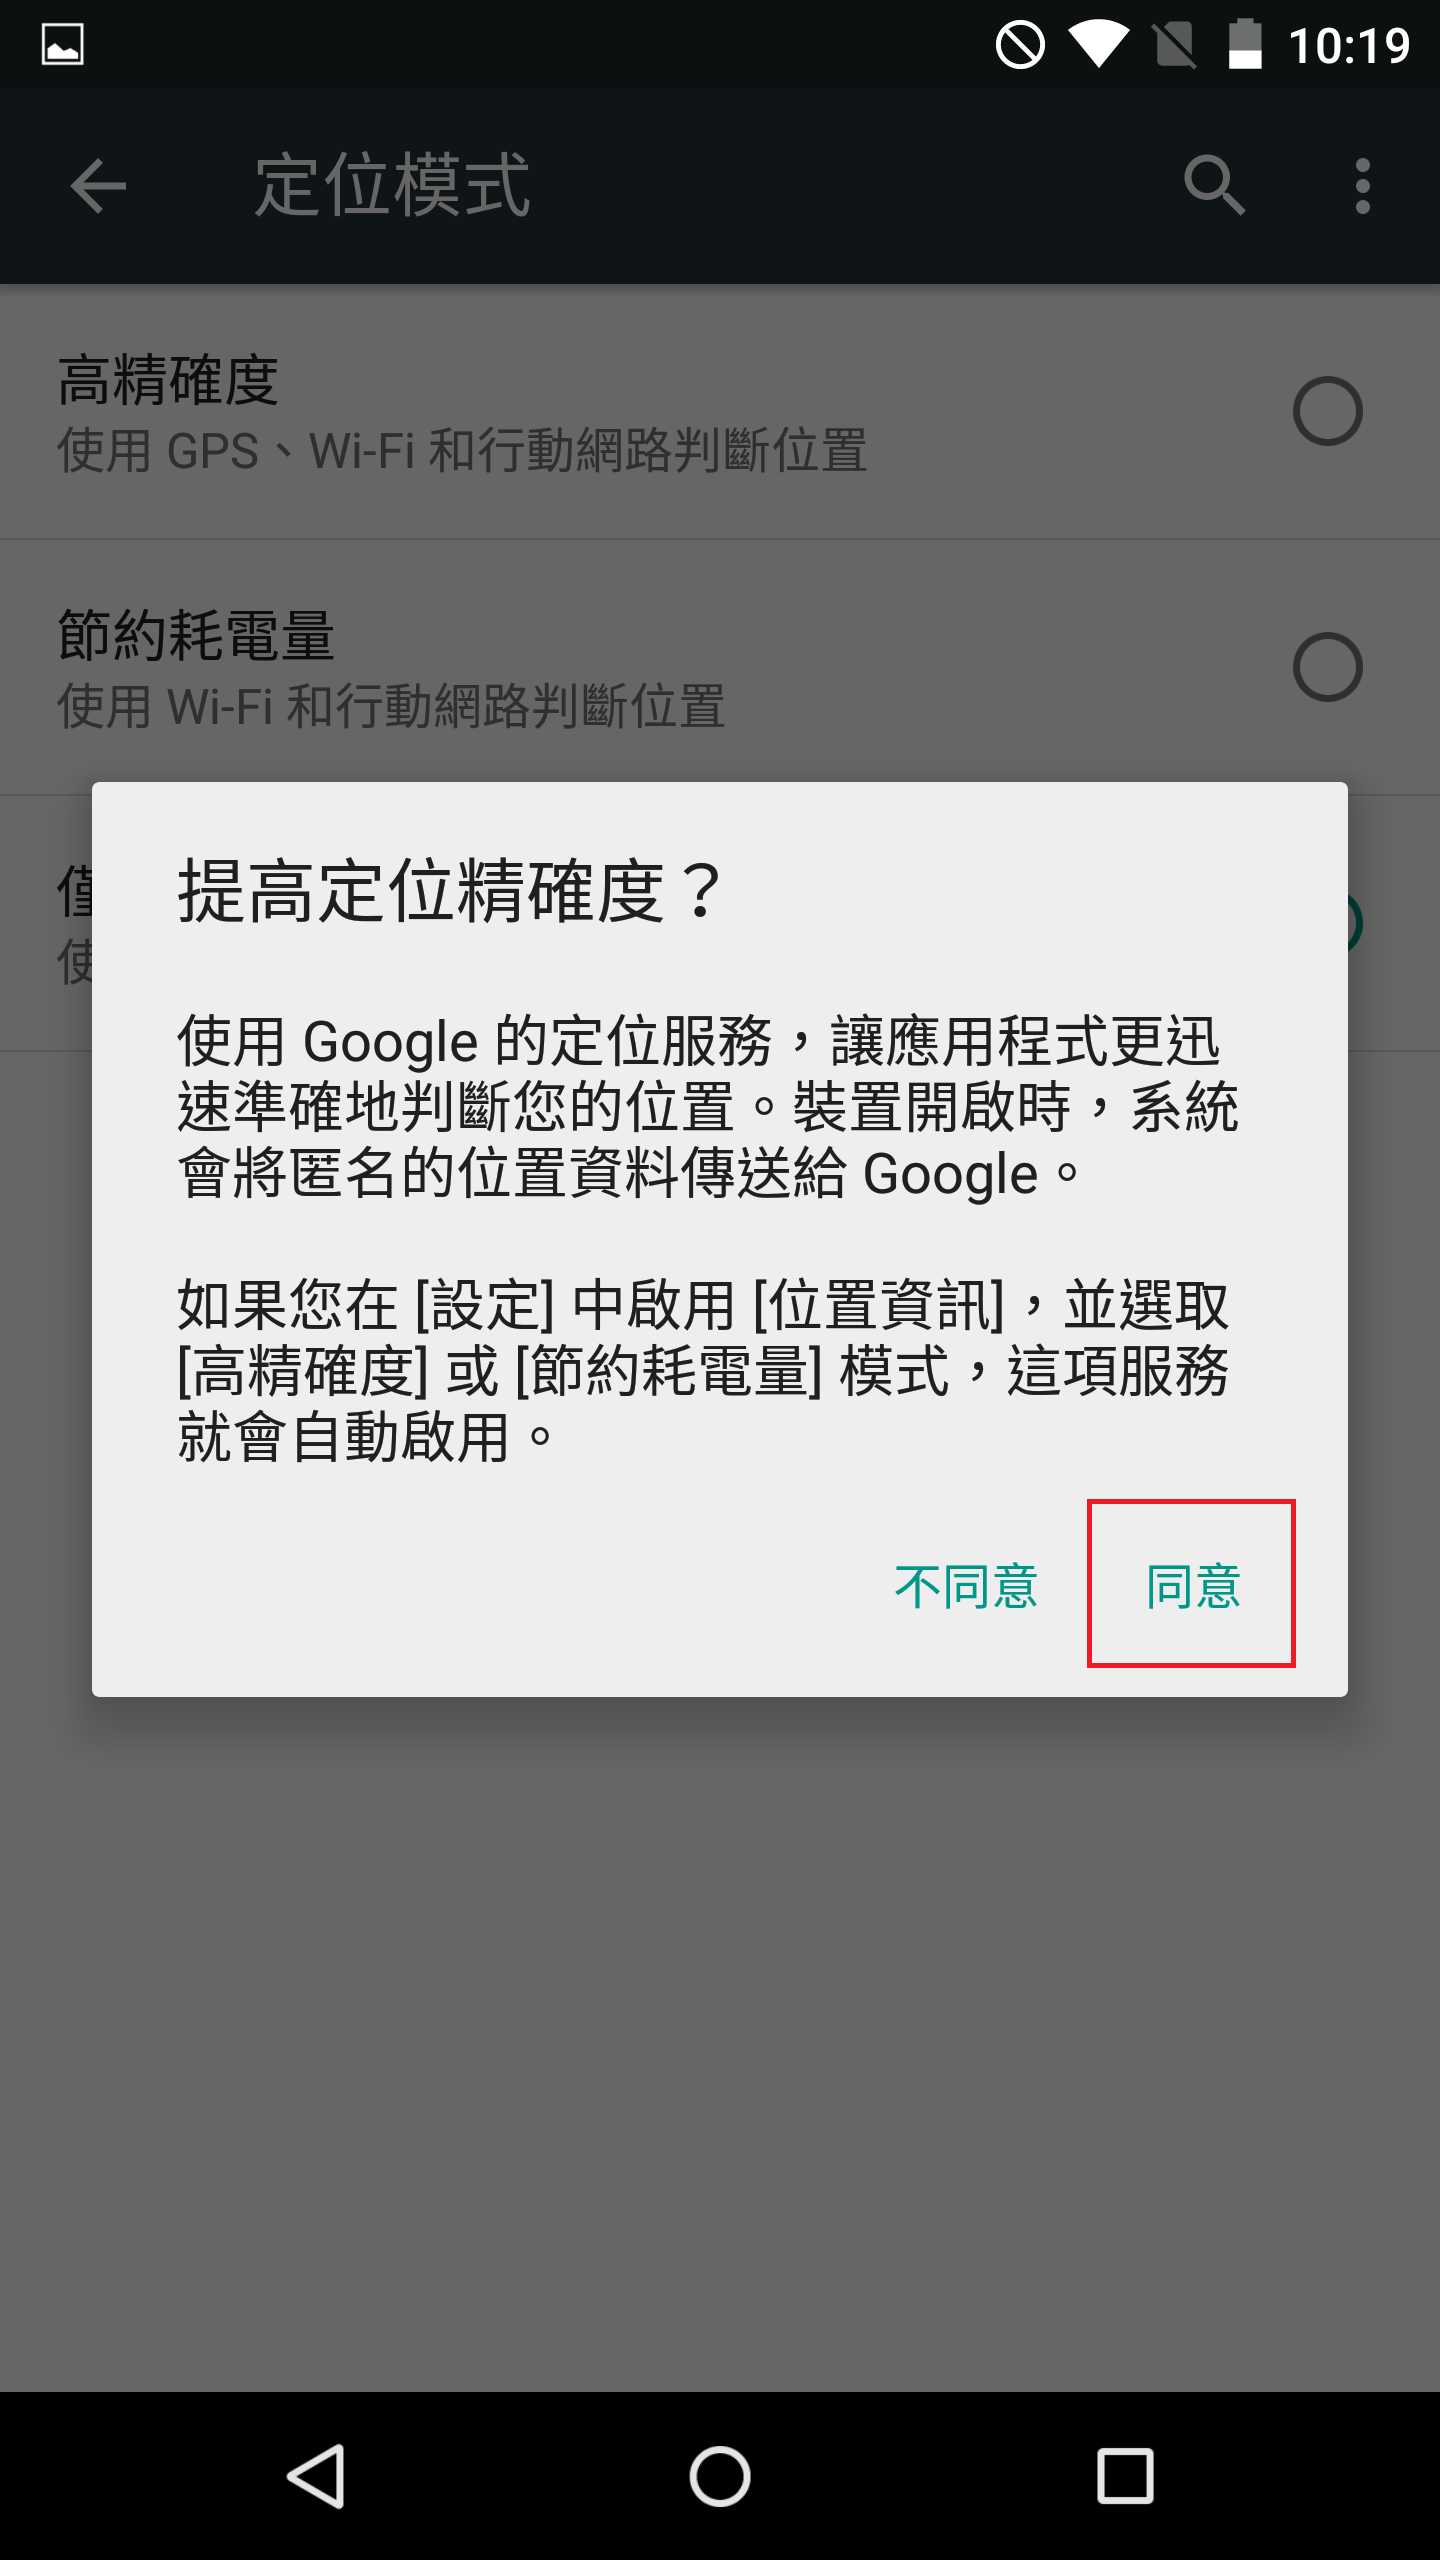 10:19
定位模式
高精確度
使用 GPS、Wi-Fi 和行動網路判斷位置
節約耗電量
使用 Wi-Fi 和行動網路判斷位置
僅
使
提高定位精確度？
使用 Google 的定位服務，讓應用程式更迅
速準確地判斷您的位置。裝置開啟時，系統
會將匿名的位置資料傳送給 Google。
如果您在 [設定] 中啟用 [位置資訊]，並選取
[高精確度] 或 [節約耗電量] 模式，這項服務
就會自動啟用。
不同意
同意